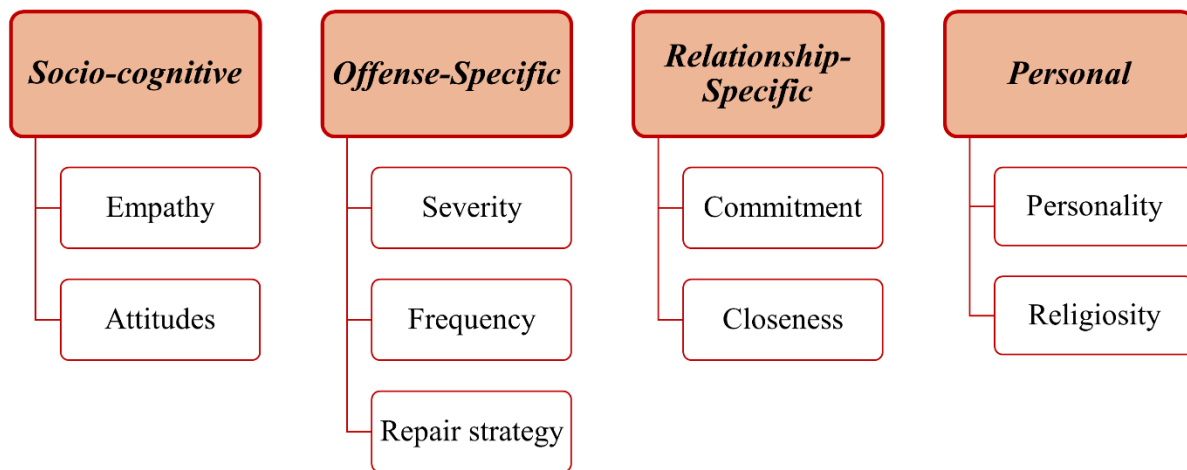 Socio-cognitive
Empathy
Attitudes
Offense-Specific
Severity
Frequency
Repair strategy
Relationship-
Specific
Commitment
Closeness
Personal
Personality
Religiosity